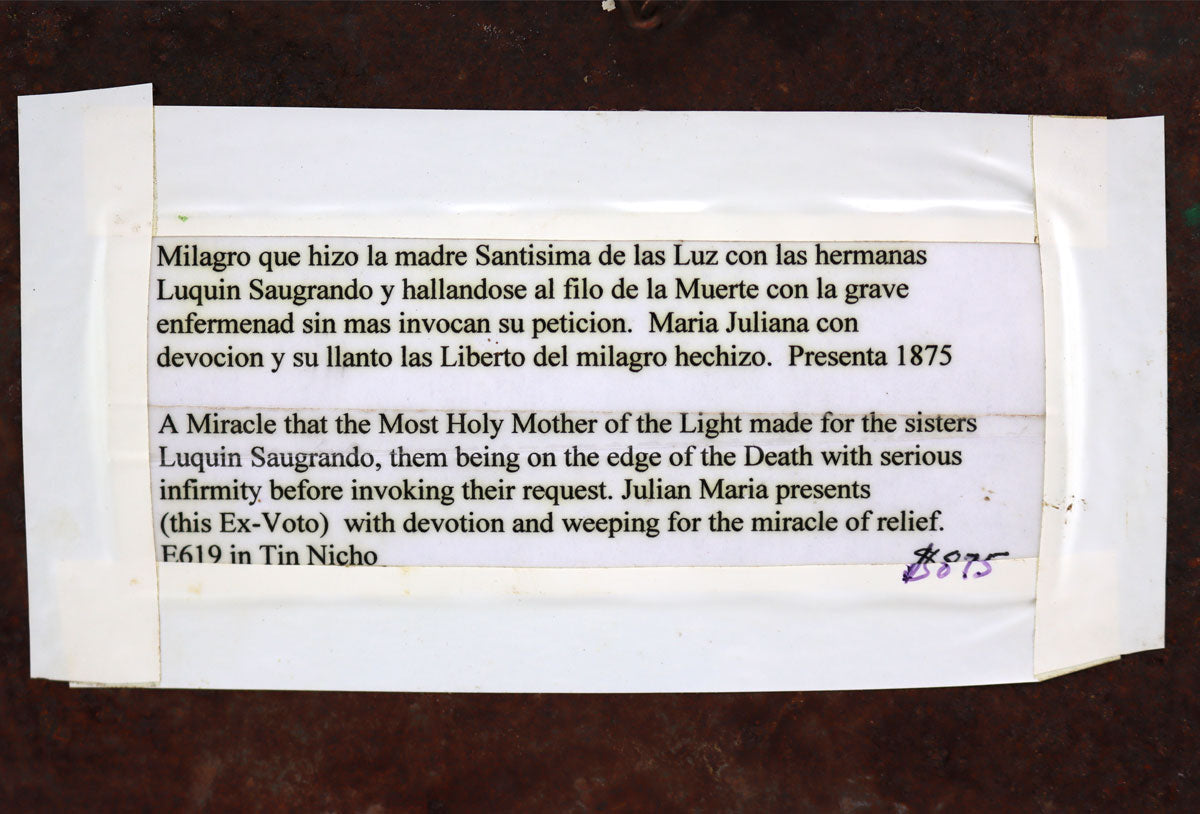 Milagro que hizo la madre Santisima de las Luz con las hermanas
Luquin Saugrando y hallandose al filo de la Muerte con la grave
enfermenad sin mas invocan su peticion.  Maria Juliana con
devocion y su llanto las Liberto del milagro hechizo.  Presenta 1875
A Miracle that the Most Holy Mother of the Light made for the sisters
Luquin Saugrando, them being on the edge of the Death with serious
infirmity before invoking their request. Julian Maria presents
(this Ex-Voto)  with devotion and weeping for the miracle of relief.
E619 in Tin Nicho
$875